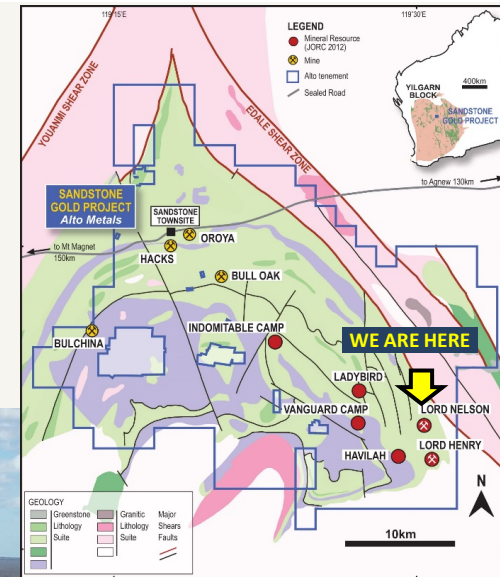 119°15'E
119°30'E
LEGEND
Mineral Resource
(JORC 2012)
Mine
Alto tenement
Sealed Road
400km
YILGARN
BLOCK
SANDSTONE
GOLD PROJECT
YOUANMI SHEAR ZONE
EDALE SHEAR ZONE
to Agnew 130km
SANDSTONE
GOLD PROJECT
Alto Metals
SANDSTONE
TOWNSITE
OROYA
to Mt Magnet
150km
HACKS
BULL OAK
BULCHINA
INDOMITABLE CAMP
WE ARE HERE
LADYBIRD
VANGUARD CAMP
LORD NELSON
LORD HENRY
HAVILAH
N
10km
GEOLOGY
Greenstone
Lithology
Suite
Granitic
Lithology
Suite
Major
Shears
Faults